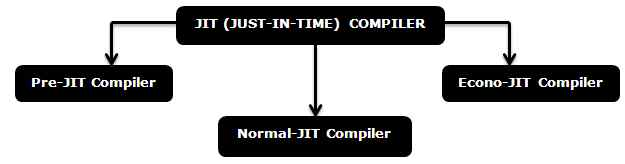 JIT (JUST-IN-TIME) COMPILER
Pre-JIT Compiler
Econo-JIT Compiler
Normal-JIT Compiler